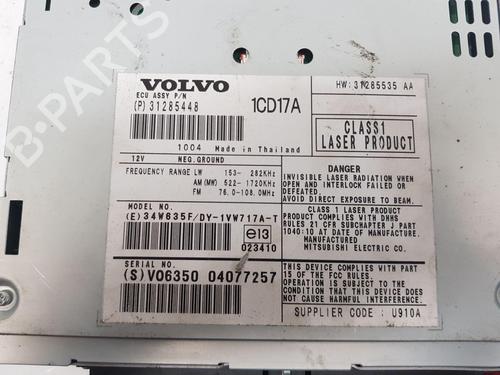 VOLVO
ECU ASSY P/N
(P) 31285448
1CD17A
HW: 31285535 AA
CLASS1
LASER PRODUCT
1004 Made in Thailand
12V NEG.GROUND
FREQUENCY RANGE LW 153- 282KHz
AM(MW) 522-1720KHz
FM 76.0-108.0MHz
DANGER
INVISIBLE LASER RADIATION WHEN
OPEN AND INTERLOCK FAILED OR
DEFEATED.
AVOID DIRECT EXPOSURE TO BEAM.
MODEL NO.
(E)34W635F/DY-1VW717A-T
e13
023410
CLASS 1 LASER PRODUCT
THIS PRODUCT COMPLIES WITH DHHS
RULES 21 CFR SUBCHAPTER J PART
1040:10 AT DATE OF MANUFACTURE
MITSUBISHI ELECTRIC CO.
SERIAL NO.
(S)VO6350 04077257
THIS DEVICE COMPLIES WITH PART
15 OF THE FCC RULES.
OPERATION IS SUBJECT TO THE
CONDITION THAT THIS DEVICE DOES
NOT CAUSE HARMFUL INTERFERENCE.
SUPPLIER CODE : U910A
B-PARTS